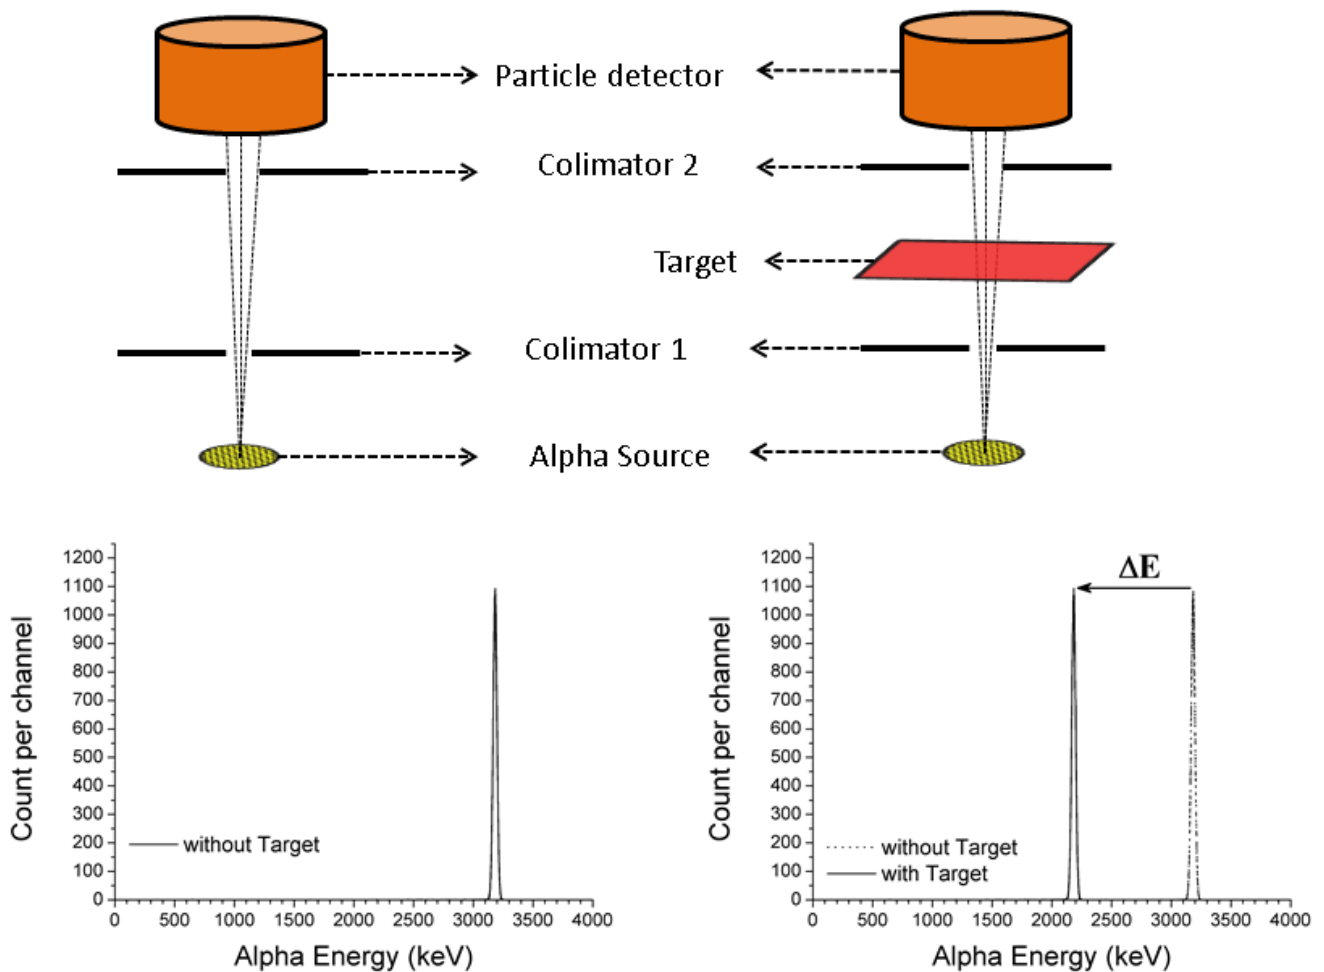 Particle detector
Colimator 2
Target
Colimator 1
Alpha Source
1200
1100
1000
900
800
700
600
500
400
300
200
100
0
Count per channel
without Target
0 500 1000 1500 2000 2500 3000 3500 4000
Alpha Energy (keV)
1200
1100
1000
900
800
700
600
500
400
300
200
100
0
Count per channel
ΔE
without Target
with Target
0 500 1000 1500 2000 2500 3000 3500 4000
Alpha Energy (keV)